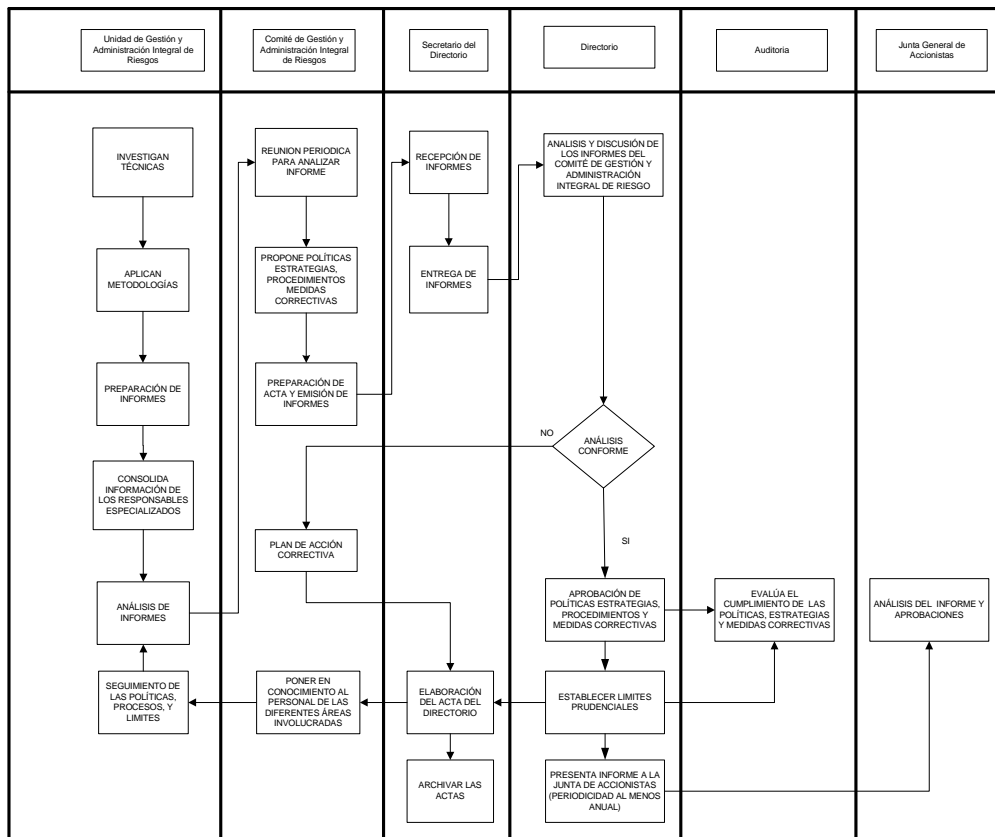 Unidad de Gestión y
Administración Integral de
Riesgos
Comité de Gestión y
Administración Integral
de Riesgos
Secretario del
Directorio
Directorio
Auditoria
Junta General de
Accionistas
INVESTIGAN
TÉCNICAS
APLICAN
METODOLOGÍAS
PREPARACIÓN DE
INFORMES
CONSOLIDA
INFORMACIÓN DE
LOS RESPONSABLES
ESPECIALIZADOS
ANÁLISIS DE
INFORMES
SEGUIMIENTO DE
LAS POLÍTICAS,
PROCESOS, Y
LIMITES
REUNION PERIODICA
PARA ANALIZAR
INFORME
PROPONE POLÍTICAS
ESTRATEGIAS,
PROCEDIMIENTOS
MEDIDAS
CORRECTIVAS
PREPARACIÓN DE
ACTA Y EMISIÓN DE
INFORMES
PLAN DE ACCIÓN
CORRECTIVA
PONER EN
CONOCIMIENTO AL
PERSONAL DE LAS
DIFERENTES ÁREAS
INVOLUCRADAS
RECEPCIÓN DE
INFORMES
ENTREGA DE
INFORMES
ELABORACIÓN
DEL ACTA DEL
DIRECTORIO
ARCHIVAR LAS
ACTAS
ANALISIS Y DISCUSIÓN DE
LOS INFORMES DEL
COMITÉ DE GESTIÓN Y
ADMINISTRACIÓN
INTEGRAL DE RIESGO
NO
ANÁLISIS
CONFORME
SI
APROBACIÓN DE
POLÍTICAS ESTRATEGIAS,
PROCEDIMIENTOS Y
MEDIDAS CORRECTIVAS
ESTABLECER LIMITES
PRUDENCIALES
PRESENTA INFORME A LA
JUNTA DE ACCIONISTAS
(PERIODICIDAD AL MENOS
ANUAL)
EVALÚA EL
CUMPLIMIENTO DE LAS
POLÍTICAS, ESTRATEGIAS
Y MEDIDAS CORRECTIVAS
ANÁLISIS DEL INFORME Y
APROBACIONES